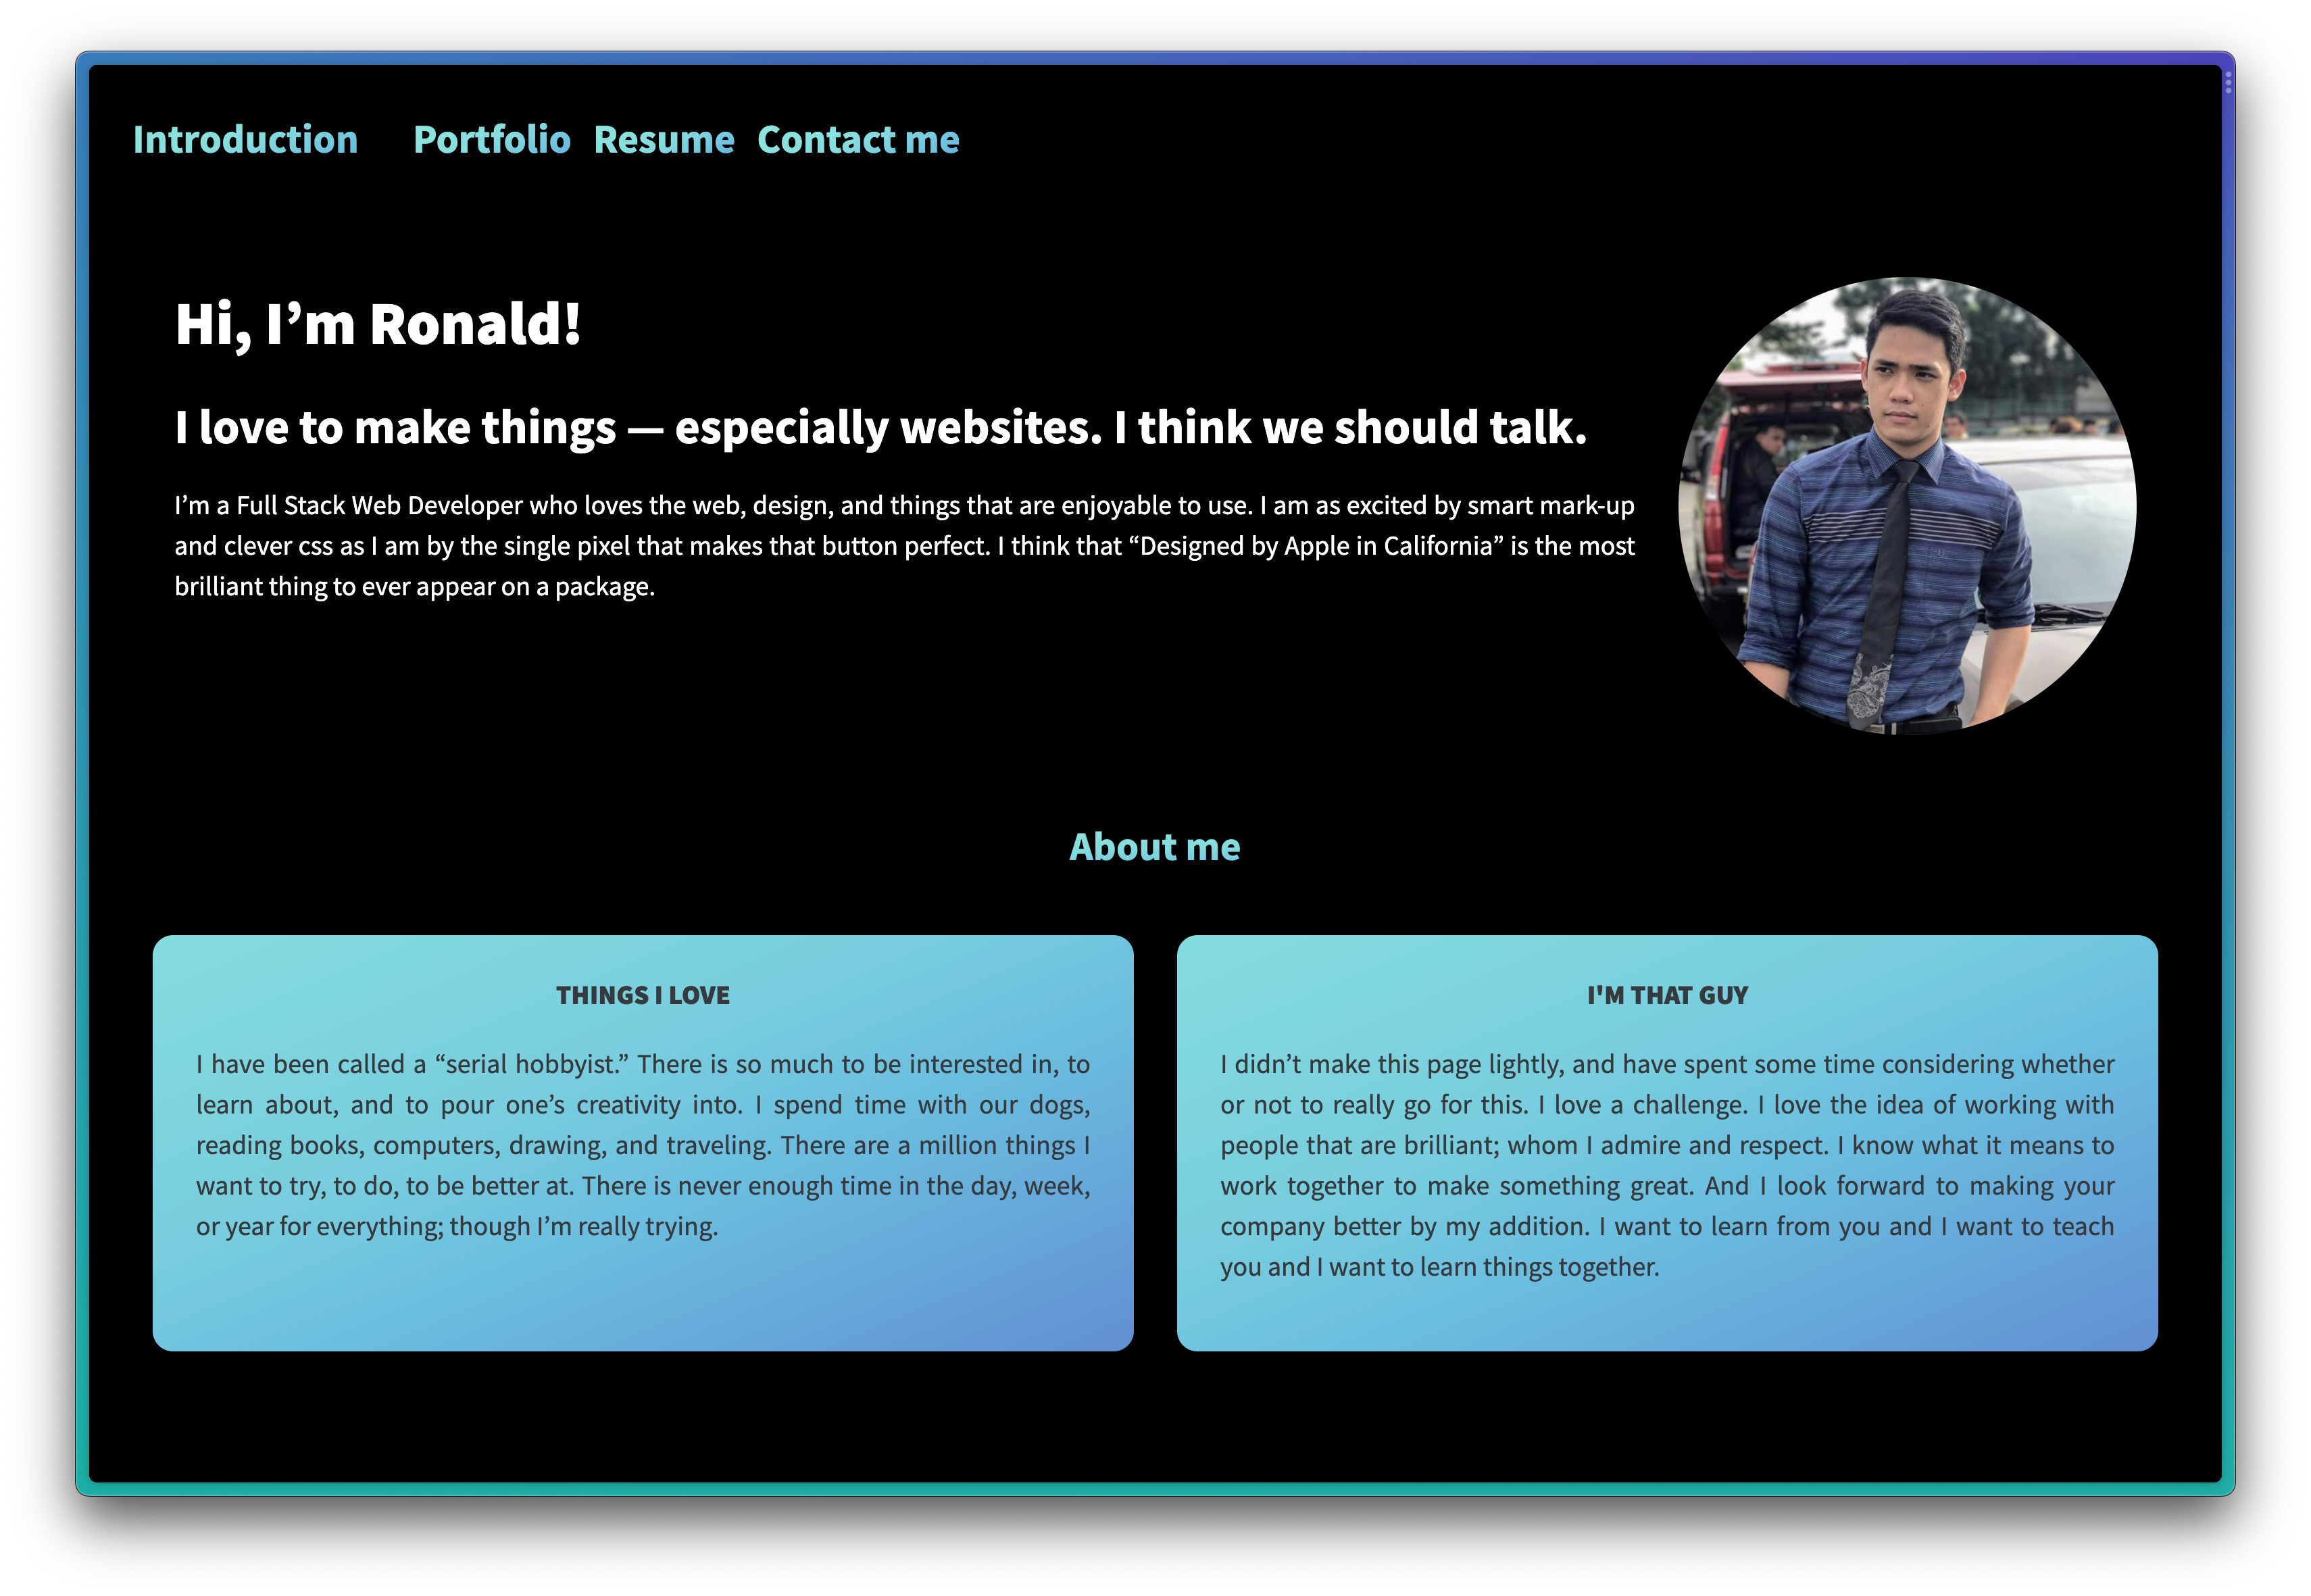 Introduction Portfolio Resume Contact me
Hi, I’m Ronald!
I love to make things — especially websites. I think we should talk.
I’m a Full Stack Web Developer who loves the web, design, and things that are enjoyable to use. I am as excited by smart mark-up
and clever css as I am by the single pixel that makes that button perfect. I think that “Designed by Apple in California” is the most
brilliant thing to ever appear on a package.
About me
THINGS I LOVE
I have been called a “serial hobbyist.” There is so much to be interested in, to
learn about, and to pour one’s creativity into. I spend time with our dogs,
reading books, computers, drawing, and traveling. There are a million things I
want to try, to do, to be better at. There is never enough time in the day, week,
or year for everything; though I’m really trying.
I'M THAT GUY
I didn’t make this page lightly, and have spent some time considering whether
or not to really go for this. I love a challenge. I love the idea of working with
people that are brilliant; whom I admire and respect. I know what it means to
work together to make something great. And I look forward to making your
company better by my addition. I want to learn from you and I want to teach
you and I want to learn things together.